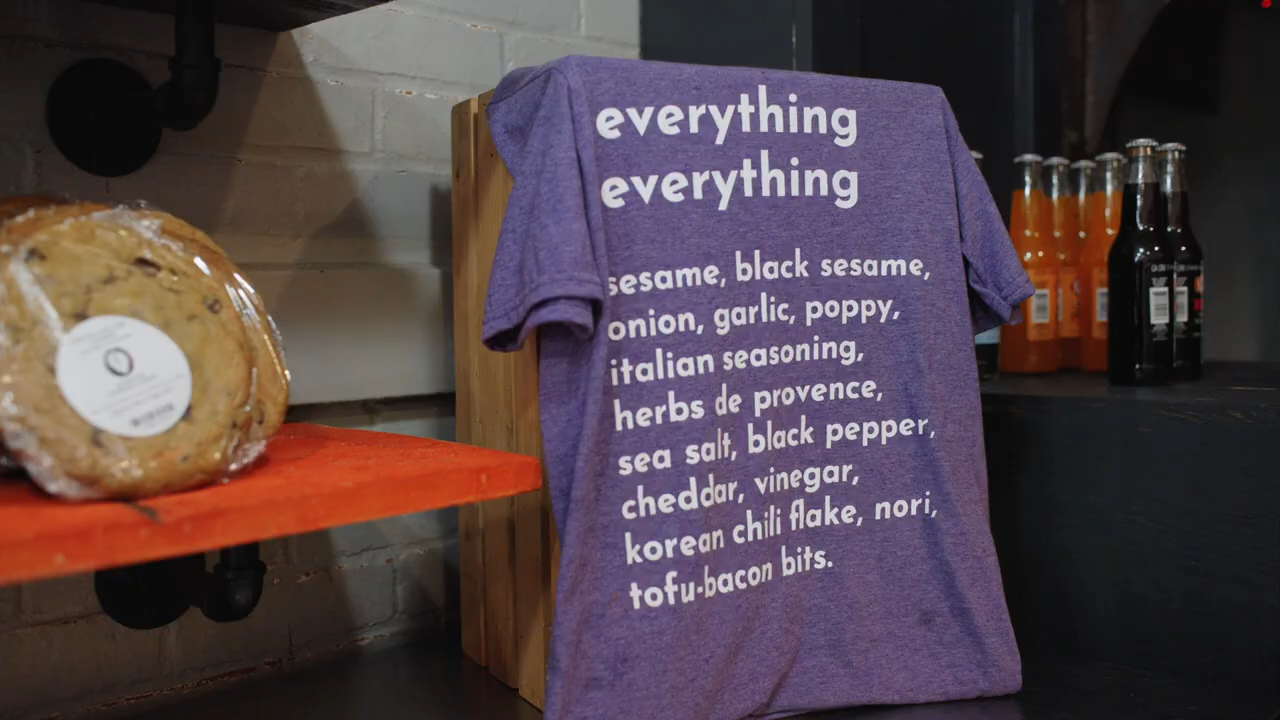 everything
everything
sesame, black sesame,
onion, garlic, poppy,
italian seasoning,
herbs de provence,
sea salt, black pepper,
cheddar, vinegar,
korean chili flake, nori,
tofu-bacon bits.